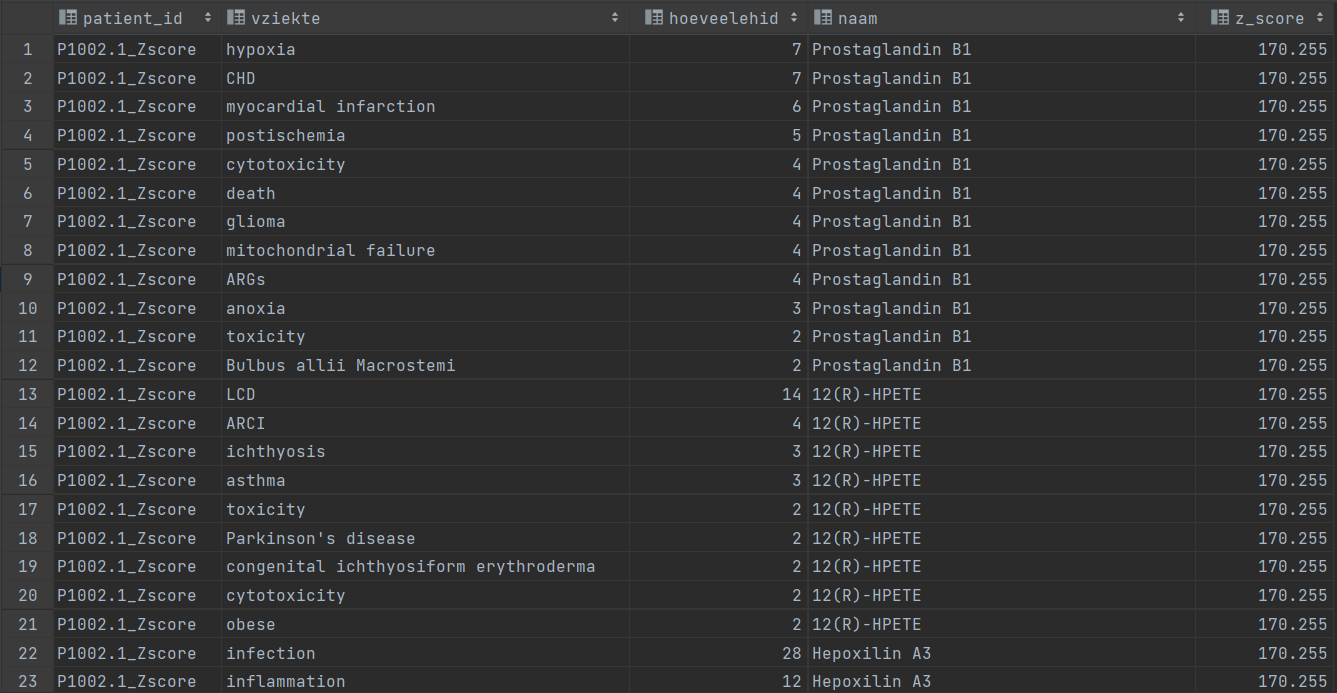 patient_id vziekte hoeveelehid naam z_score
1 P1002.1_Zscore hypoxia 7 Prostaglandin B1 170.255
2 P1002.1_Zscore CHD 7 Prostaglandin B1 170.255
3 P1002.1_Zscore myocardial infarction 6 Prostaglandin B1 170.255
4 P1002.1_Zscore postischemia 5 Prostaglandin B1 170.255
5 P1002.1_Zscore cytotoxicity 4 Prostaglandin B1 170.255
6 P1002.1_Zscore death 4 Prostaglandin B1 170.255
7 P1002.1_Zscore glioma 4 Prostaglandin B1 170.255
8 P1002.1_Zscore mitochondrial failure 4 Prostaglandin B1 170.255
9 P1002.1_Zscore ARGs 4 Prostaglandin B1 170.255
10 P1002.1_Zscore anoxia 3 Prostaglandin B1 170.255
11 P1002.1_Zscore toxicity 2 Prostaglandin B1 170.255
12 P1002.1_Zscore Bulbus allii Macrostemi 2 Prostaglandin B1 170.255
13 P1002.1_Zscore LCD 14 12(R)-HPETE 170.255
14 P1002.1_Zscore ARCI 4 12(R)-HPETE 170.255
15 P1002.1_Zscore ichthyosis 3 12(R)-HPETE 170.255
16 P1002.1_Zscore asthma 3 12(R)-HPETE 170.255
17 P1002.1_Zscore toxicity 2 12(R)-HPETE 170.255
18 P1002.1_Zscore Parkinson's disease 2 12(R)-HPETE 170.255
19 P1002.1_Zscore congenital ichthyosiform erythroderma 2 12(R)-HPETE 170.255
20 P1002.1_Zscore cytotoxicity 2 12(R)-HPETE 170.255
21 P1002.1_Zscore obese 2 12(R)-HPETE 170.255
22 P1002.1_Zscore infection 28 Hepoxilin A3 170.255
23 P1002.1_Zscore inflammation 12 Hepoxilin A3 170.255